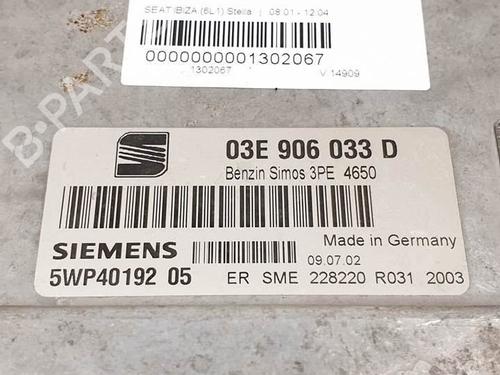 SEAT IBIZA (6L1) Stella | 08.01 - 12.04
0000000001302067
1302067 V 14909
B-PARTS
03E 906 033 D
Benzin Simos 3PE 4650
SIEMENS
Made in Germany
09.07.02
5WP40192 05
ER SME 228220 R031 2003